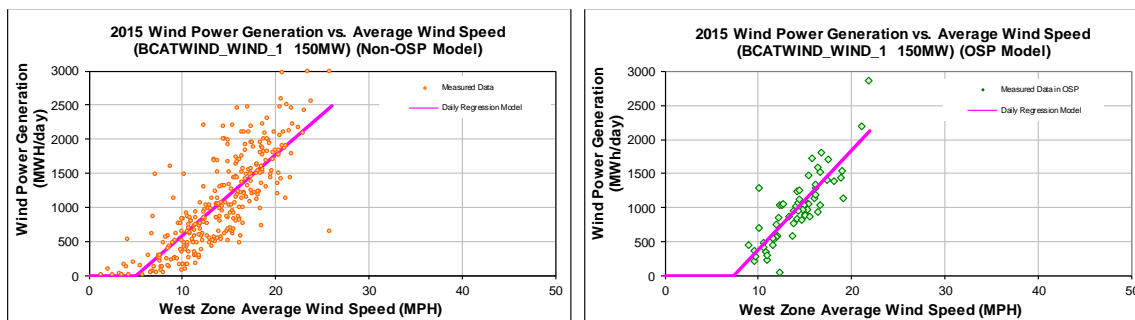 2015 Wind Power Generation vs. Average Wind Speed
(BCATWIND_WIND_1 150MW) (Non-OSP Model)
Wind Power Generation
(MWH/day)
3000
2500
2000
1500
1000
500
0
Measured Data
Daily Regression Model
0 10 20 30 40 50
West Zone Average Wind Speed (MPH)
2015 Wind Power Generation vs. Average Wind Speed
(BCATWIND_WIND_1 150MW) (OSP Model)
Wind Power Generation
(MWh/day)
3000
2500
2000
1500
1000
500
0
Measured Data in OSP
Daily Regression Model
0 10 20 30 40 50
West Zone Average Wind Speed (MPH)